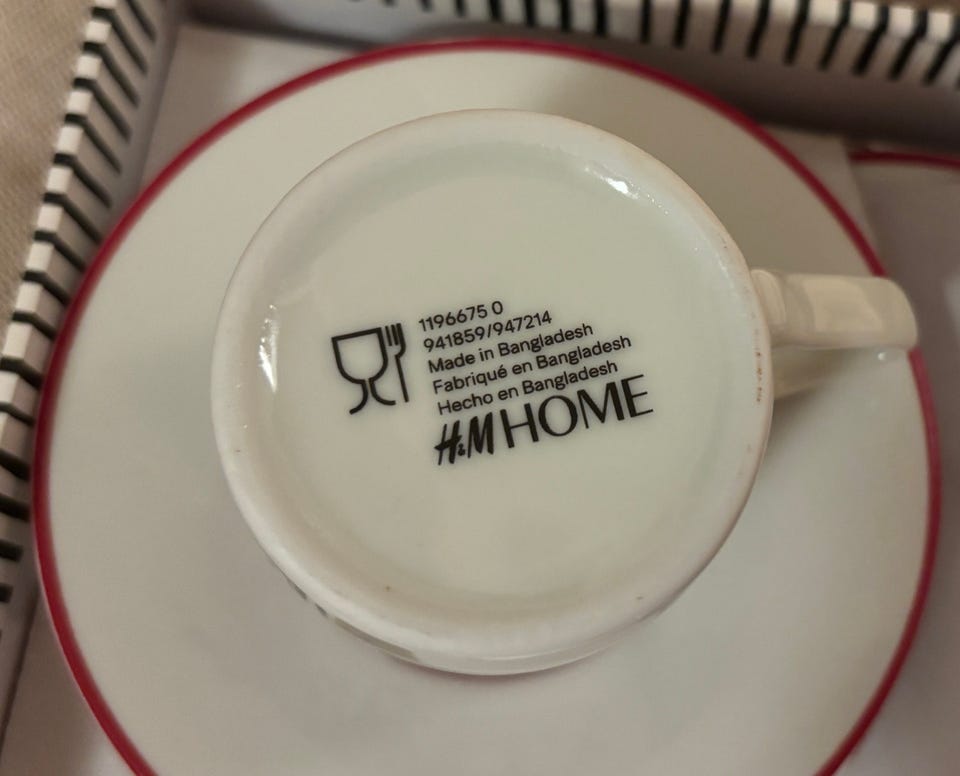 1196675 0
941859/947214
Made in Bangladesh
Fabriqué en Bangladesh
Hecho en Bangladesh
H&M HOME